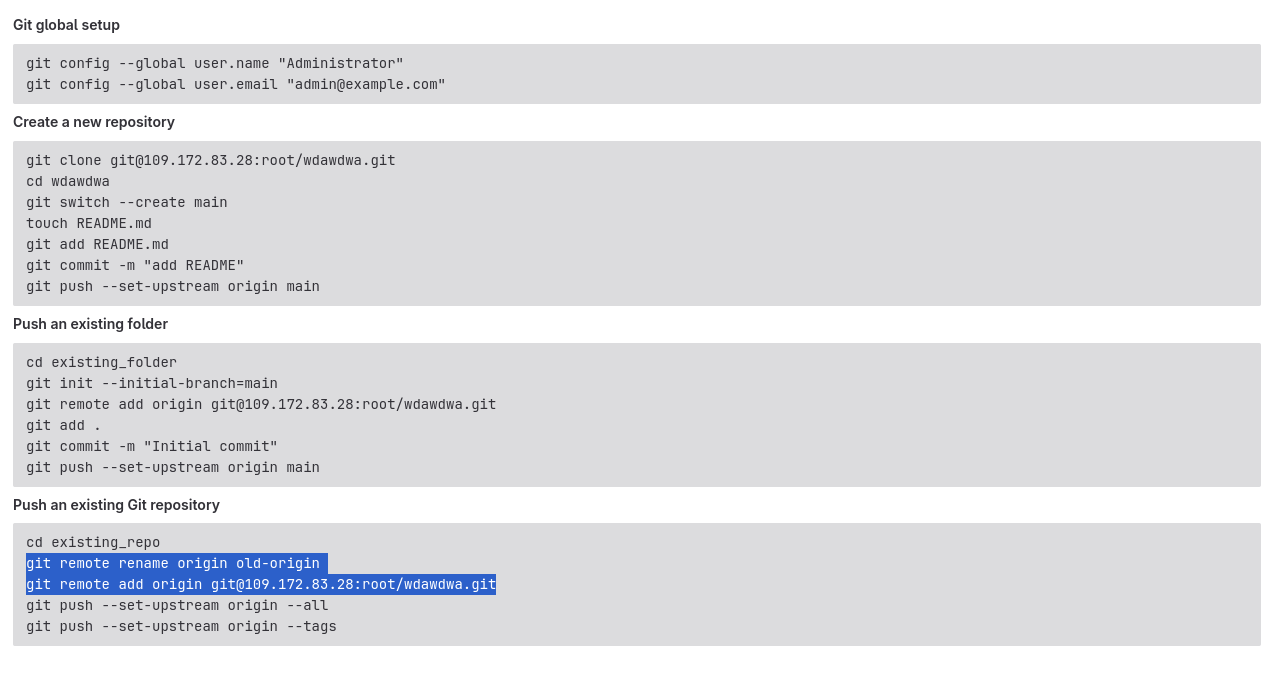 Git global setup
git config --global user.name "Administrator"
git config --global user.email "admin@example.com"
Create a new repository
git clone git@109.172.83.28:root/wdawdwa.git
cd wdawdwa
git switch --create main
touch README.md
git add README.md
git commit -m "add README"
git push --set-upstream origin main
Push an existing folder
cd existing_folder
git init --initial-branch=main
git remote add origin git@109.172.83.28:root/wdawdwa.git
git add .
git commit -m "Initial commit"
git push --set-upstream origin main
Push an existing Git repository
cd existing_repo
git remote rename origin old-origin
git remote add origin git@109.172.83.28:root/wdawdwa.git
git push --set-upstream origin --all
git push --set-upstream origin --tags